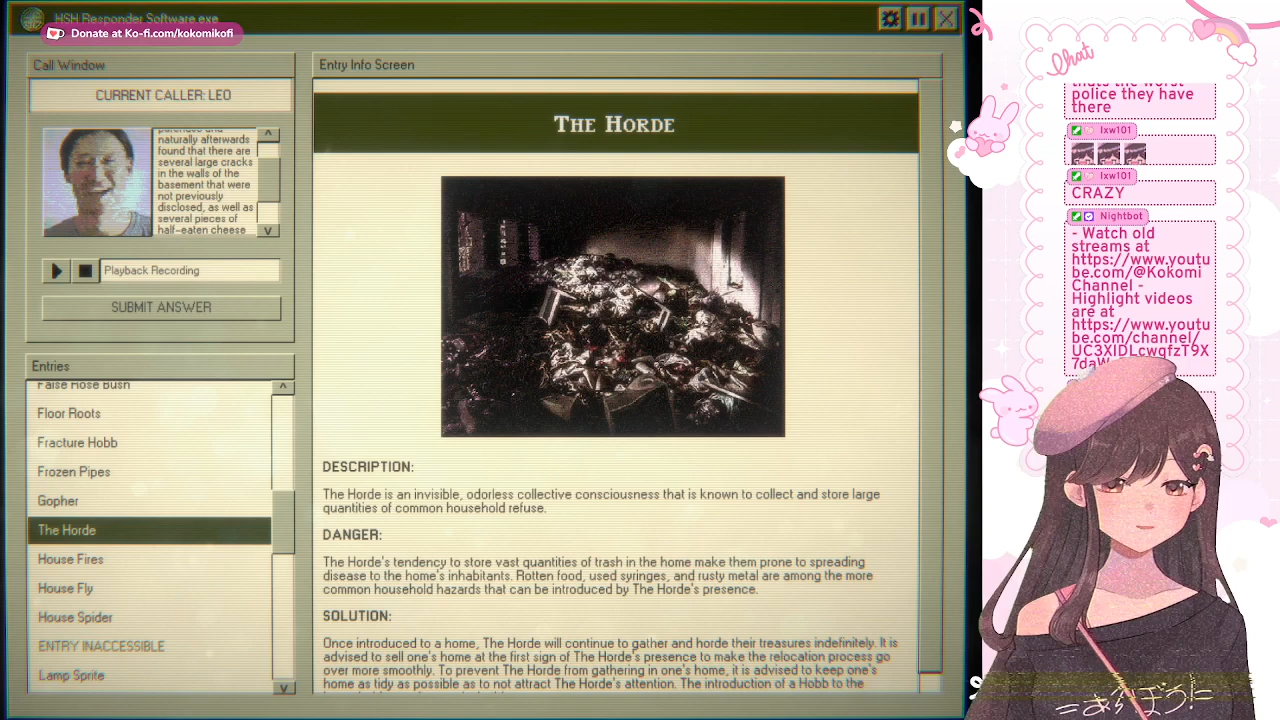 HSH Responder Software.exe
Donate at Ko-fi.com/kokomikofi
Call Window
CURRENT CALLER: LEO
naturally afterwards
found that there are
several large cracks
in the walls of the
basement that were
not previously
disclosed, as well as
several pieces of
half-eaten cheese
Playback Recording
SUBMIT ANSWER
Entries
False Rose Bush
Floor Roots
Fracture Hobb
Frozen Pipes
Gopher
The Horde
House Fires
House Fly
House Spider
ENTRY INACCESSIBLE
Lamp Sprite
Entry Info Screen
The Horde
DESCRIPTION:
The Horde is an invisible, odorless collective consciousness that is known to collect and store large
quantities of common household refuse.
DANGER:
The Horde's tendency to store vast quantities of trash in the home make them prone to spreading
disease to the home's inhabitants. Rotten food, used syringes, and rusty metal are among the more
common household hazards that can be introduced by The Horde's presence.
SOLUTION:
Once introduced to a home, The Horde will continue to gather and horde their treasures indefinitely. It is
advised to sell one's home at the first sign of The Horde's presence to make the relocation process go
over more smoothly. To prevent The Horde from gathering in one's home, it is advised to keep one's
home as tidy as possible as to not attract The Horde's attention. The introduction of a Hobb to the
Chat
thats the worst
police they have
there
lxw101
lxw101
CRAZY
Nightbot
- Watch old
streams at
https://www.youtu
be.com/@Kokomi
Channel -
Highlight videos
are at
https://www.youtu
be.com/channel/
UC3XIDLcwqfzT9X